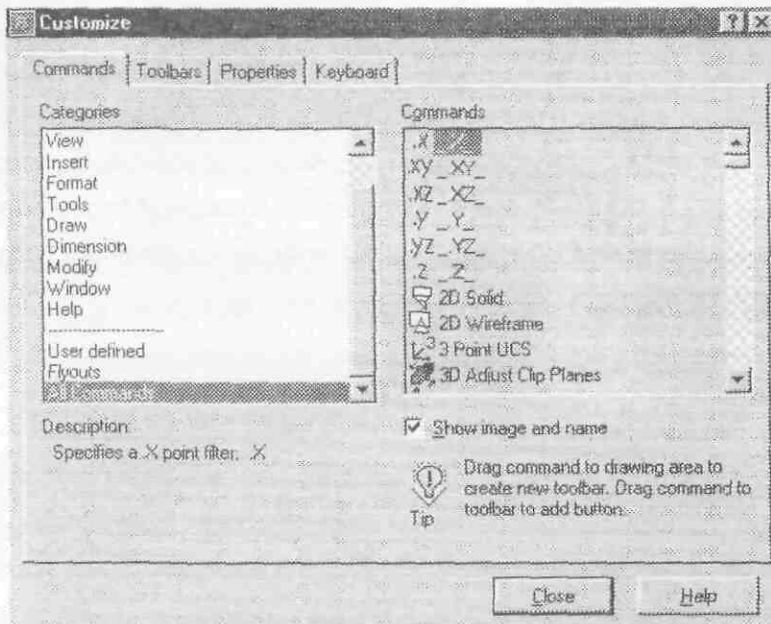 Customize
Commands Toolbars Properties Keyboard
Categories
View
Insert
Format
Tools
Draw
Dimension
Modify
Window
Help
User defined
Flyouts
All Commands
Description:
Specifies a .X point filter: .X
Commands
.X
.XY _XY_
.XZ _XZ_
.Y _Y_
.YZ _YZ_
.Z _Z_
2D Solid
2D Wireframe
3 Point UCS
3D Adjust Clip Planes
Show image and name
Tip
Drag command to drawing area to
create new toolbar. Drag command to
toolbar to add button.
Close Help